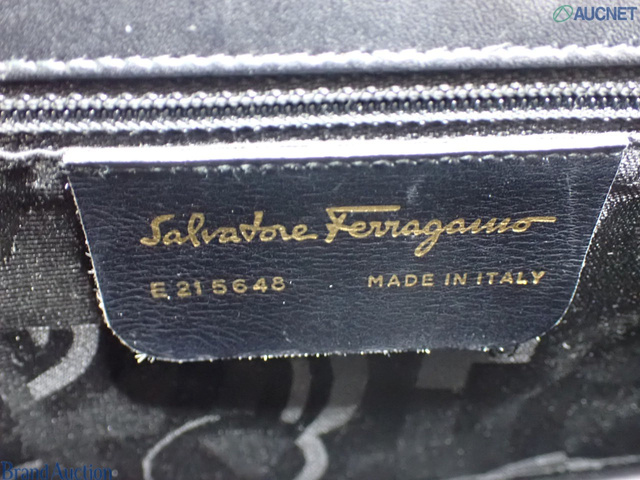 AUCNET
Salvatore Ferragamo
E 21 5648 MADE IN ITALY
Brand Auction